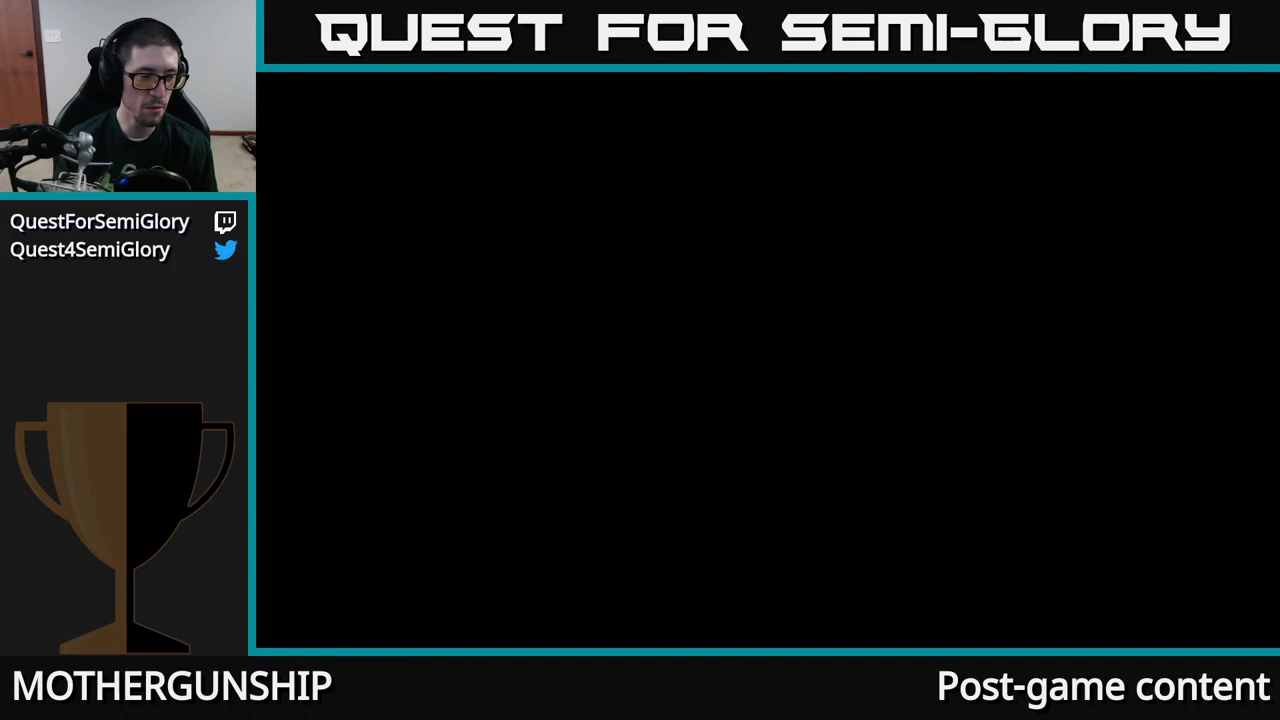 QUEST FOR SEMI-GLORY
QuestForSemiGlory
Quest4SemiGlory
MOTHERGUNSHIP
Post-game content